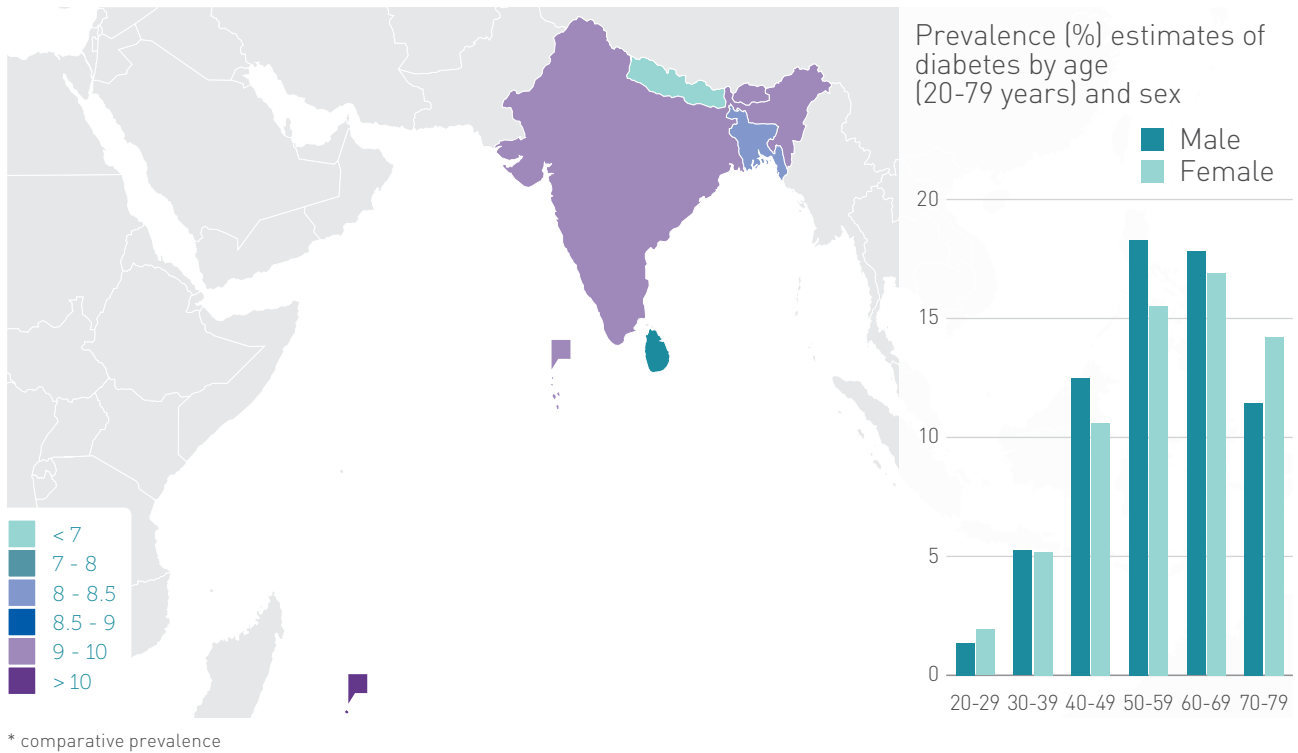 Prevalence (%) estimates of
diabetes by age
(20-79 years) and sex
Male
Female
20
15
10
5
0
20-29 30-39 40-49 50-59 60-69 70-79
< 7
7 - 8
8 - 8.5
8.5 - 9
9 - 10
> 10
* comparative prevalence